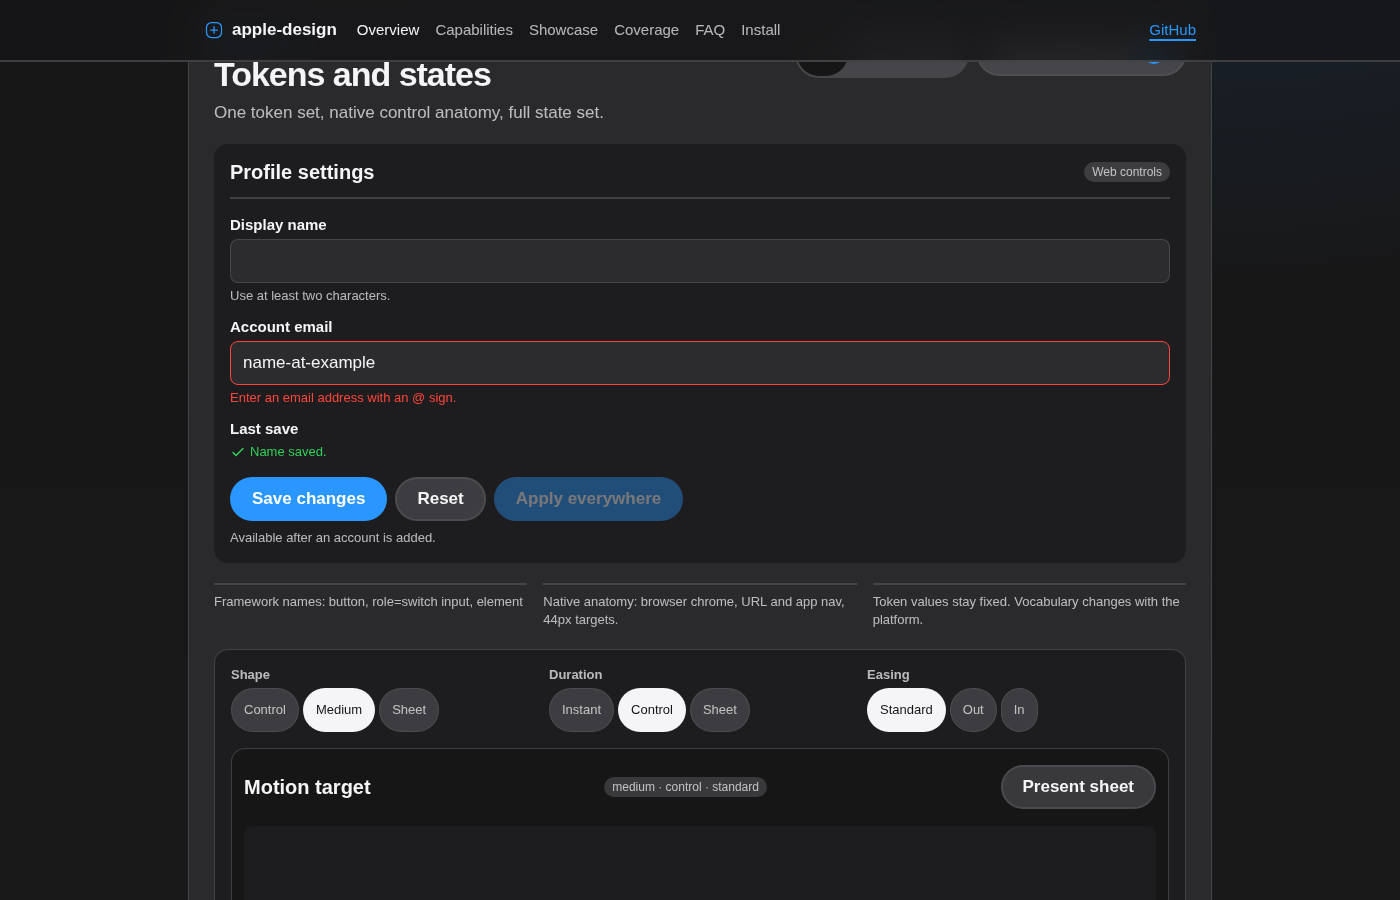 apple-design Overview Capabilities Showcase Coverage FAQ Install GitHub
Tokens and states
One token set, native control anatomy, full state set.
Profile settings Web controls
Display name
Use at least two characters.
Account email
name-at-example
Enter an email address with an @ sign.
Last save
Name saved.
Save changes Reset Apply everywhere
Available after an account is added.
Framework names: button, role=switch input, element
Native anatomy: browser chrome, URL and app nav,
44px targets.
Token values stay fixed. Vocabulary changes with the
platform.
Shape
Control Medium Sheet
Duration
Instant Control Sheet
Easing
Standard Out In
Motion target medium · control · standard Present sheet